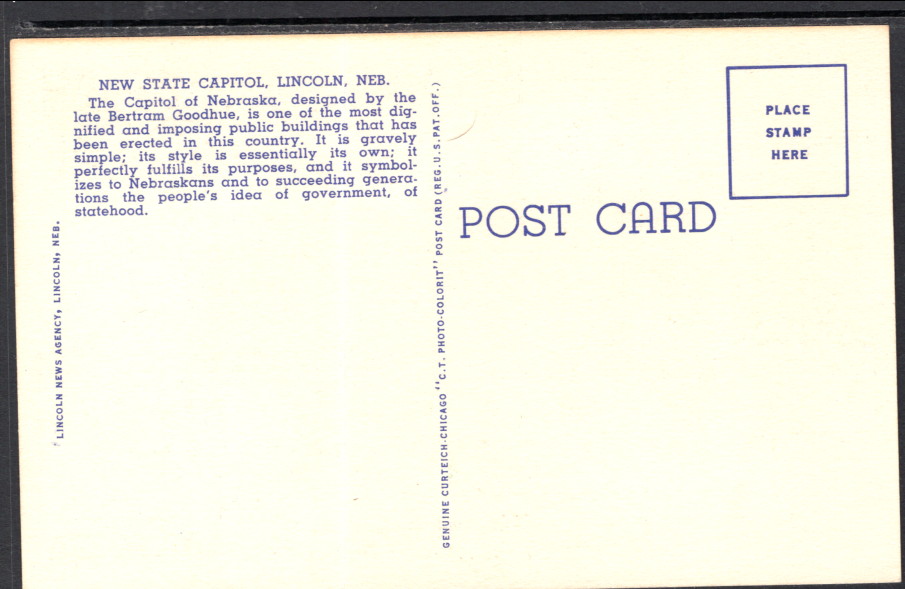 NEW STATE CAPITOL, LINCOLN, NEB.
The Capitol of Nebraska, designed by the
late Bertram Goodhue, is one of the most dig-
nified and imposing public buildings that has
been erected in this country. It is gravely
simple; its style is essentially its own; it
perfectly fulfills its purposes, and it symbol-
izes to Nebraskans and to succeeding genera-
tions the people's idea of government, of
statehood.
LINCOLN NEWS AGENCY, LINCOLN, NEB.
GENUINE CURTEICH-CHICAGO "C.T. PHOTO-COLORIT" POST CARD (REG.U.S.PAT.OFF.)
POST CARD
PLACE
STAMP
HERE